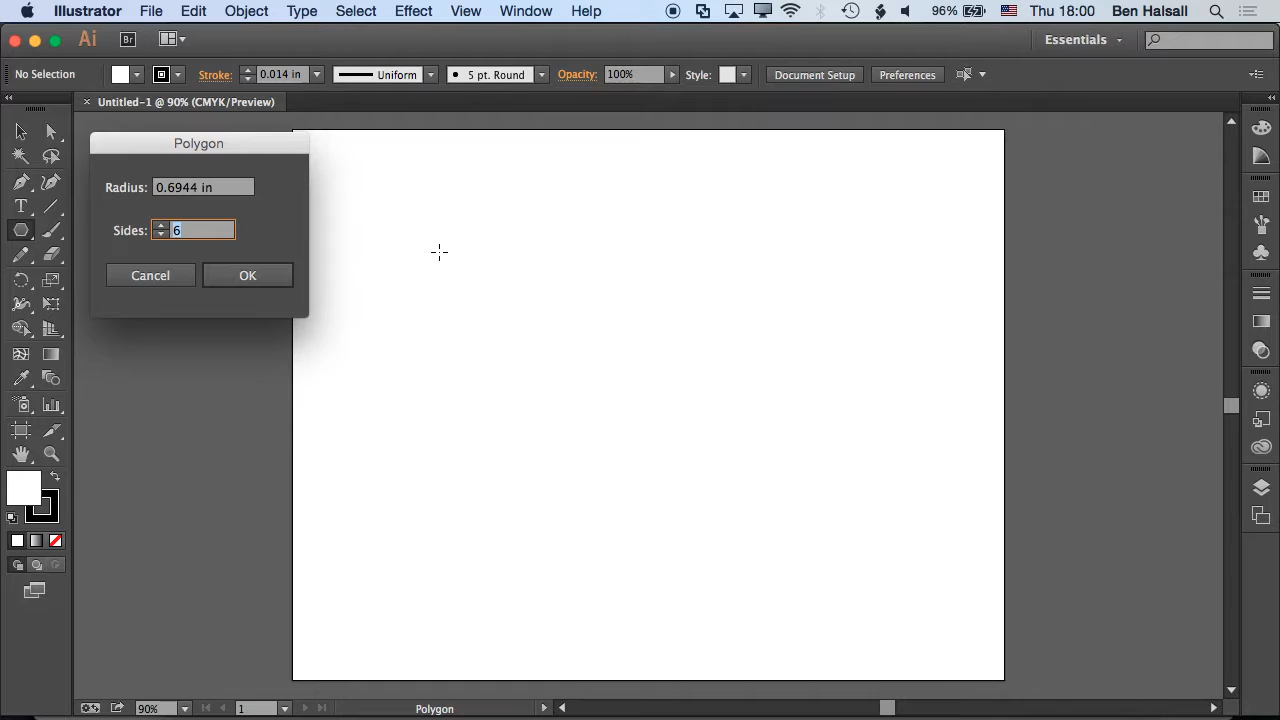 Illustrator File Edit Object Type Select Effect View Window Help 96% Thu 18:00 Ben Halsall
Ai Br Essentials
No Selection Stroke: 0.014 in Uniform 5 pt. Round Opacity: 100% Style: Document Setup Preferences
× Untitled-1 @ 90% (CMYK/Preview)
Polygon
Radius: 0.6944 in
Sides: 6
Cancel OK
T
90% 1 Polygon